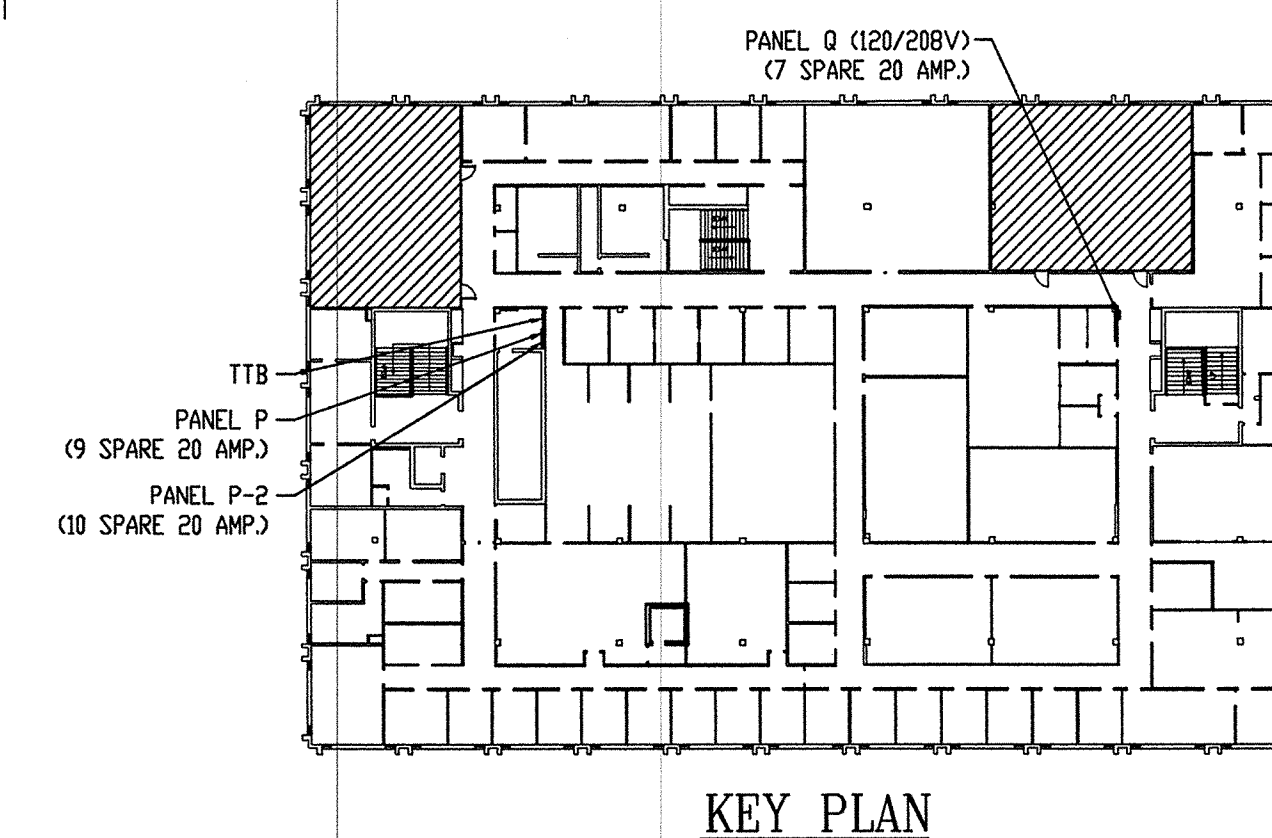 PANEL Q (120/208V)
(7 SPARE 20 AMP.)
TTB
PANEL P
(9 SPARE 20 AMP.)
PANEL P-2
(10 SPARE 20 AMP.)
KEY PLAN